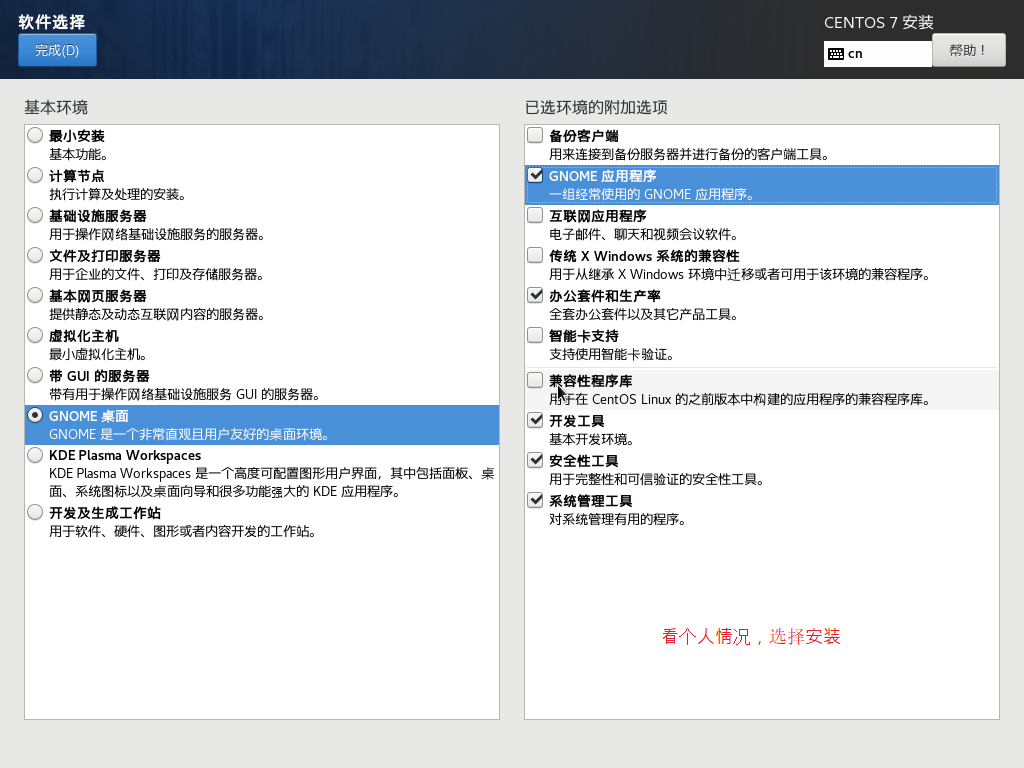 软件选择
完成(D)
CENTOS 7 安装
cn
帮助！
基本环境
最小安装
基本功能。
计算节点
执行计算及处理的安装。
基础设施服务器
用于操作网络基础设施服务的服务器。
文件及打印服务器
用于企业的文件、打印及存储服务器。
基本网页服务器
提供静态及动态互联网内容的服务器。
虚拟化主机
最小虚拟化主机。
带 GUI 的服务器
带有用于操作网络基础设施服务 GUI 的服务器。
GNOME 桌面
GNOME 是一个非常直观且用户友好的桌面环境。
KDE Plasma Workspaces
KDE Plasma Workspaces 是一个高度可配置图形用户界面，其中包括面板、桌
面、系统图标以及桌面向导和很多功能强大的 KDE 应用程序。
开发及生成工作站
用于软件、硬件、图形或者内容开发的工作站。
已选环境的附加选项
备份客户端
用来连接到备份服务器并进行备份的客户端工具。
GNOME 应用程序
一组经常使用的 GNOME 应用程序。
互联网应用程序
电子邮件、聊天和视频会议软件。
传统 X Windows 系统的兼容性
用于从继承 X Windows 环境中迁移或者可用于该环境的兼容程序。
办公套件和生产率
全套办公套件以及其它产品工具。
智能卡支持
支持使用智能卡验证。
兼容性程序库
用于在 CentOS Linux 的之前版本中构建的应用程序的兼容程序库。
开发工具
基本开发环境。
安全性工具
用于完整性和可信验证的安全性工具。
系统管理工具
对系统管理有用的程序。
看个人情况，选择安装